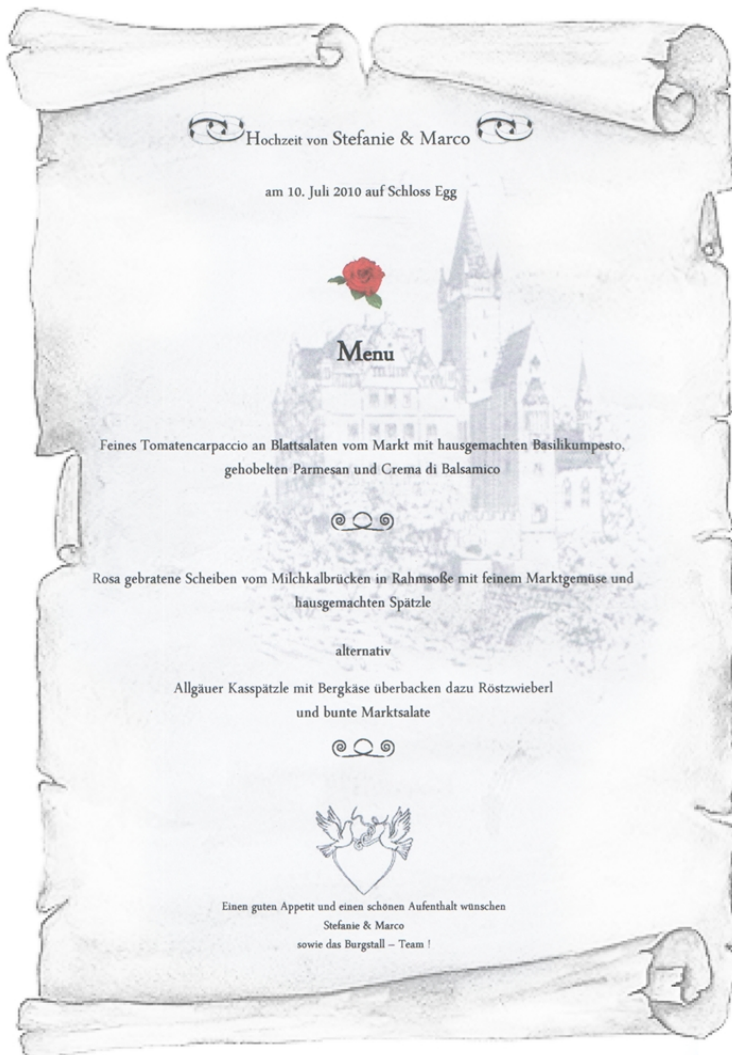 Hochzeit von Stefanie & Marco
am 10. Juli 2010 auf Schloss Egg
Menu
Feines Tomatencarpaccio an Blattsalaten vom Markt mit hausgemachten Basilikumpesto,
gehobelten Parmesan und Crema di Balsamico
Rosa gebratene Scheiben vom Milchkalbrücken in Rahmsoße mit feinem Marktgemüse und
hausgemachten Spätzle
alternativ
Allgäuer Kasspätzle mit Bergkäse überbacken dazu Röstzwieberl
und bunte Marktsalate
Einen guten Appetit und einen schönen Aufenthalt wünschen
Stefanie & Marco
sowie das Burgstall – Team !